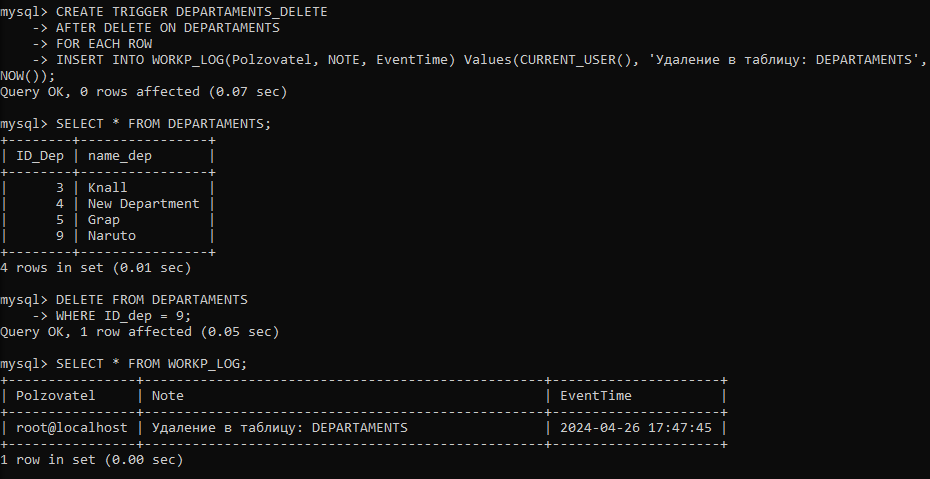 mysql> CREATE TRIGGER DEPARTAMENTS_DELETE
    -> AFTER DELETE ON DEPARTAMENTS
    -> FOR EACH ROW
    -> INSERT INTO WORKP_LOG(Polzovatel, NOTE, EventTime) Values(CURRENT_USER(), 'Удаление в таблицу: DEPARTAMENTS',
NOW());
Query OK, 0 rows affected (0.07 sec)

mysql> SELECT * FROM DEPARTAMENTS;
+--------+----------------+
| ID_Dep | name_dep       |
+--------+----------------+
|      3 | Knall          |
|      4 | New Department |
|      5 | Grap           |
|      9 | Naruto         |
+--------+----------------+
4 rows in set (0.01 sec)

mysql> DELETE FROM DEPARTAMENTS
    -> WHERE ID_dep = 9;
Query OK, 1 row affected (0.05 sec)

mysql> SELECT * FROM WORKP_LOG;
+----------------+--------------------------------------------------+---------------------+
| Polzovatel     | Note                                             | EventTime           |
+----------------+--------------------------------------------------+---------------------+
| root@localhost | Удаление в таблицу: DEPARTAMENTS                 | 2024-04-26 17:47:45 |
+----------------+--------------------------------------------------+---------------------+
1 row in set (0.00 sec)